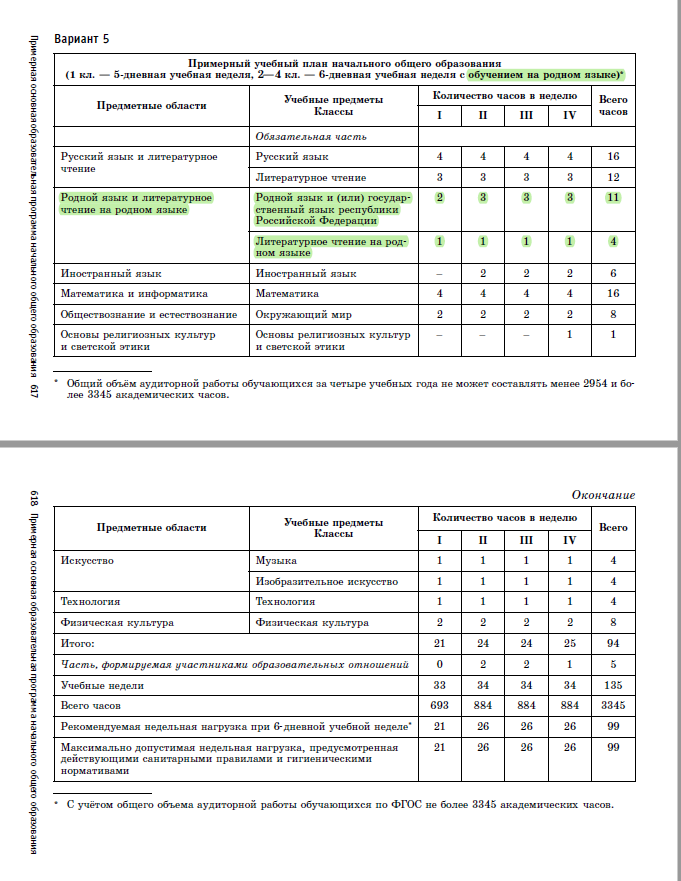 Вариант 5
Примерный учебный план начального общего образования
(1 кл. — 5-дневная учебная неделя, 2—4 кл. — 6-дневная учебная неделя с обучением на родном языке)*
Предметные области
Учебные предметы
Классы
Количество часов в неделю
Всего
часов
I II III IV
Обязательная часть
Русский язык и литературное
чтение
Русский язык 4 4 4 4 16
Литературное чтение 3 3 3 3 12
Родной язык и литературное
чтение на родном языке
Родной язык и (или) государ-
ственный язык республики
Российской Федерации
2 3 3 3 11
Литературное чтение на род-
ном языке
1 1 1 1 4
Иностранный язык Иностранный язык – 2 2 2 6
Математика и информатика Математика 4 4 4 4 16
Обществознание и естествознание Окружающий мир 2 2 2 2 8
Основы религиозных культур
и светской этики
Основы религиозных культур
и светской этики
– – – 1 1
* Общий объём аудиторной работы обучающихся за четыре учебных года не может составлять менее 2954 и бо-
лее 3345 академических часов.
Примерная основная образовательная программа начального общего образования 617
Окончание
Предметные области
Учебные предметы
Классы
Количество часов в неделю
Всего
I II III IV
Искусство Музыка 1 1 1 1 4
Изобразительное искусство 1 1 1 1 4
Технология Технология 1 1 1 1 4
Физическая культура Физическая культура 2 2 2 2 8
Итого: 21 24 24 25 94
Часть, формируемая участниками образовательных отношений 0 2 2 1 5
Учебные недели 33 34 34 34 135
Всего часов 693 884 884 884 3345
Рекомендуемая недельная нагрузка при 6-дневной учебной неделе* 21 26 26 26 99
Максимально допустимая недельная нагрузка, предусмотренная
действующими санитарными правилами и гигиеническими
нормативами
21 26 26 26 99
* С учётом общего объема аудиторной работы обучающихся по ФГОС не более 3345 академических часов.
618 Примерная основная образовательная программа начального общего образования